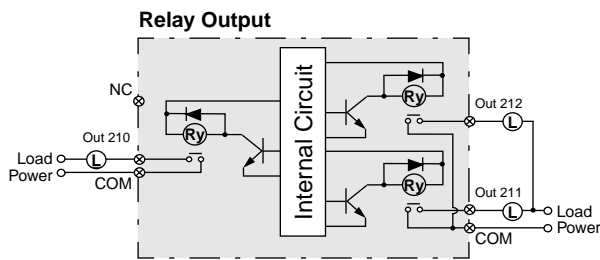 Relay Output
NC
Ry
Out 210
Load
L
Power
COM
Internal Circuit
Ry
Out 212
L
Ry
Out 211
L
Load
Power
COM